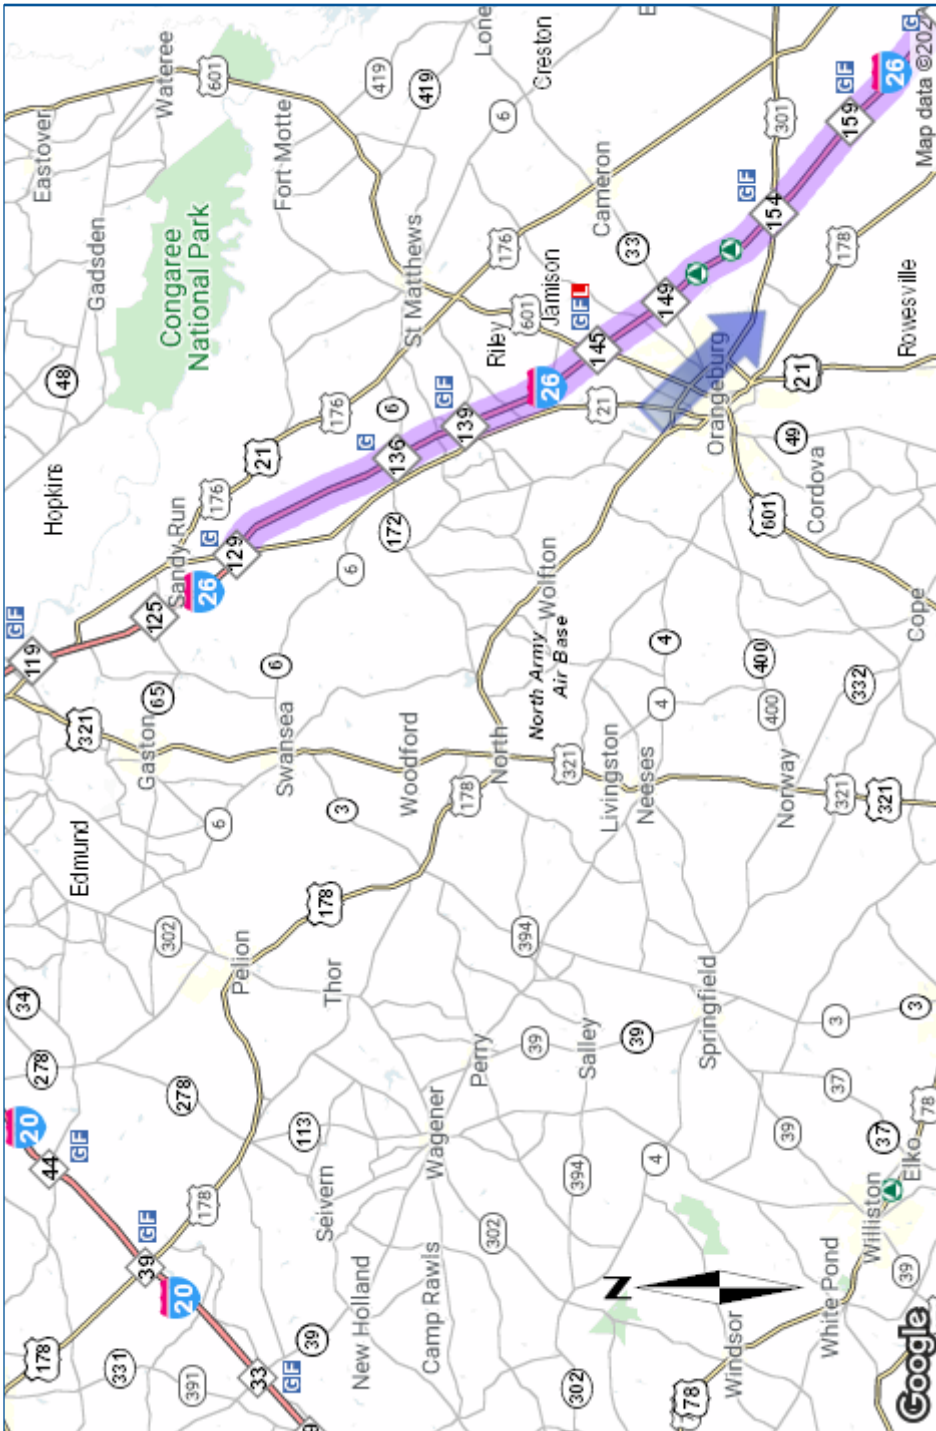 20
34
GF
119
178
44
278
Hopkins
Eastover
GF
Edmund
321
48
Gadsden
331
39
GF
302
Gaston
65
125
Wateree
391
20
278
178
6
Sandy Run
26
G
176
Congaree
National Park
601
33
GF
Pelion
129
21
39
113
Swansea
6
Fort Motte
Seivern
Thor
178
3
6
176
New Holland
G
136
6
419
Camp Rawls
Wagener
Woodford
172
St Matthews
419
302
Perry
178
GF
139
Lone
North
Riley
176
6
39
394
North Army
Air Base
601
Creston
302
394
Salley
321
Wolfton
26
Jamison
GFL
N
Livingston
21
145
Cameron
39
4
Neeses
4
4
149
33
78
Windsor
Springfield
Orangeburg
GF
400
400
601
49
21
154
301
39
Norway
Cordova
White Pond
3
37
321
332
178
159
GF
Williston
37
321
26
39
Elko
3
Cope
Rowesville
G
Google
78
Map data ©202